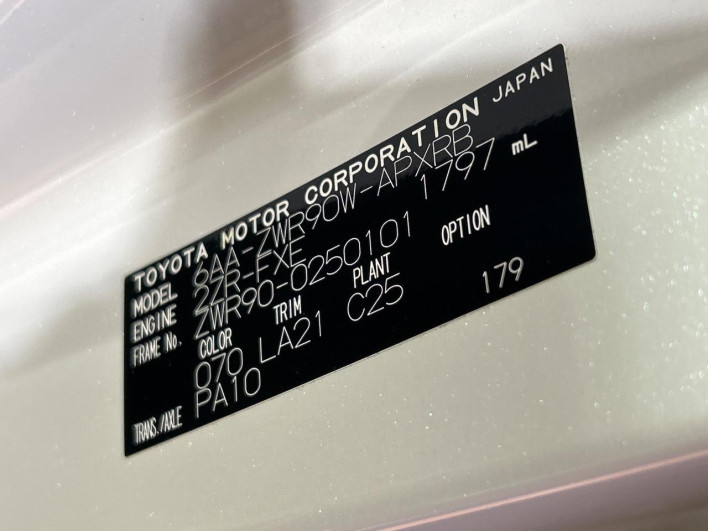 TOYOTA MOTOR CORPORATION JAPAN
MODEL 6AA-ZWR90W-APXRB
ENGINE 2ZR-FXE 1797 mL
FRAME No. ZWR90-0250101
COLOR TRIM PLANT OPTION
070 LA21 C25 179
TRANS./AXLE PA10